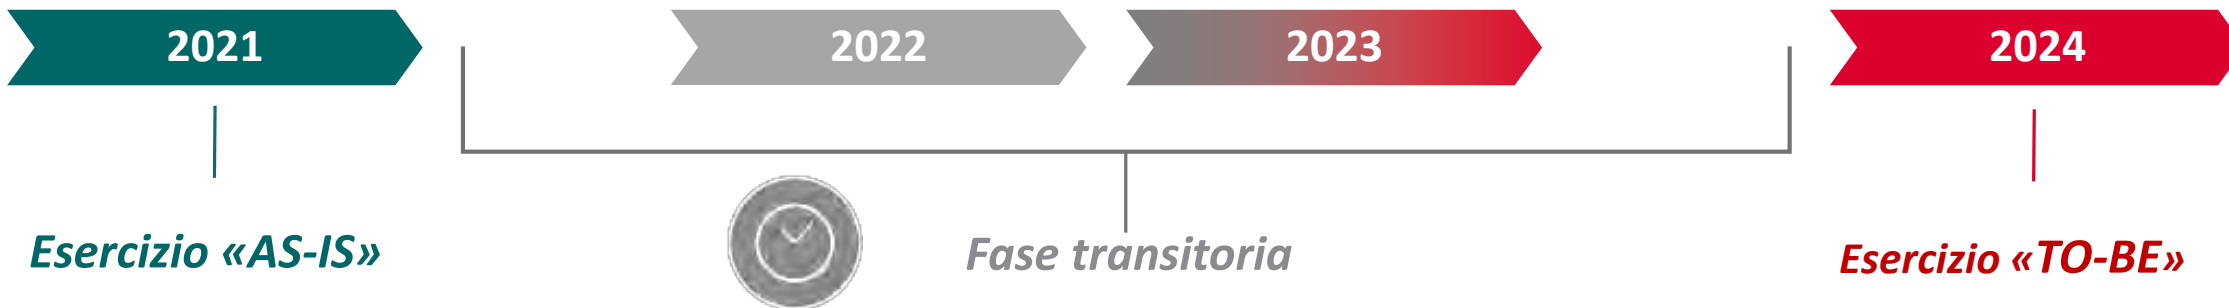 2021
2022
2023
2024
Esercizio «AS-IS»
Fase transitoria
Esercizio «TO-BE»